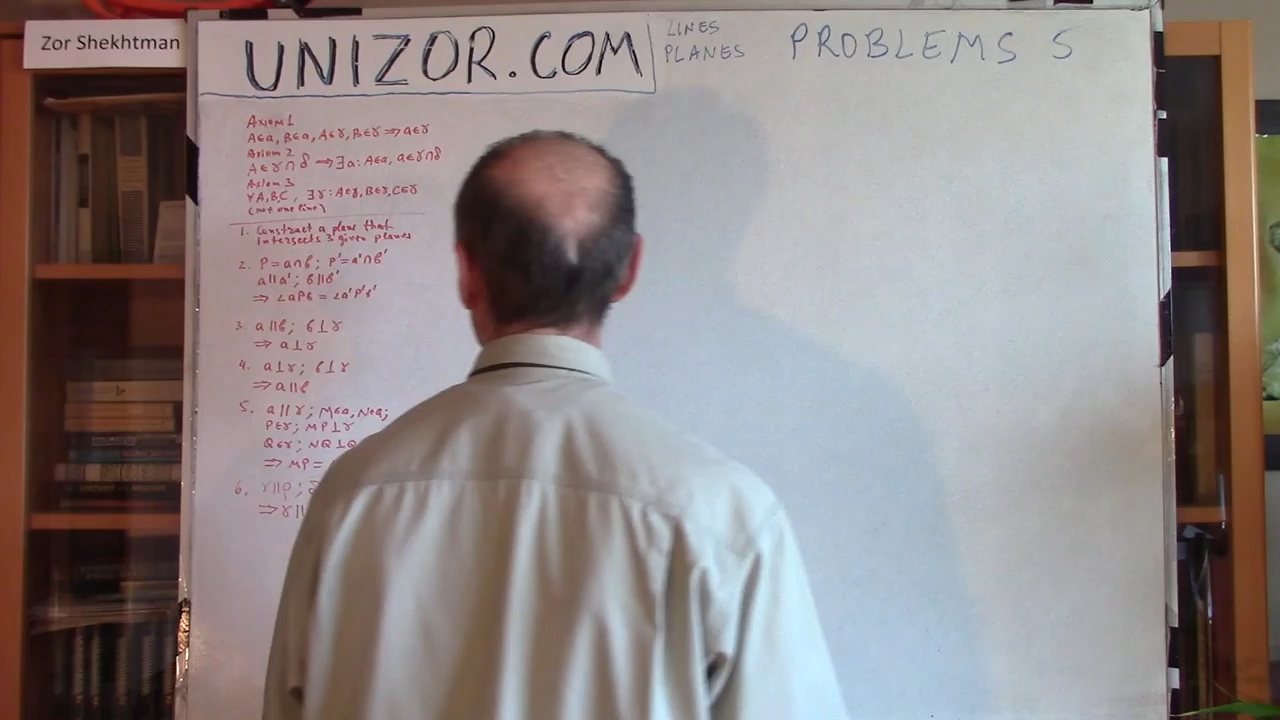 Zor Shekhtman
UNIZOR.COM
LINES
PLANES
PROBLEMS 5
Axiom 1
A∈a, B∈a, A∈γ, B∈γ ⇒ a∈γ
Axiom 2
A∈γ∩δ ⇒ ∃a: A∈a, a∈γ∩δ
Axiom 3
∀A,B,C, ∃γ: A∈γ, B∈γ, C∈γ
(not one line)
1. Construct a plane that
intersects 3 given planes
2. P=a∩b; P'=a'∩b'
a||a'; b||b'
⇒ ∠aPb = ∠a'P'b'
3. a||b; b⊥γ
⇒ a⊥γ
4. a⊥γ; b⊥γ
⇒ a||b
5. a||γ; M∈a, N∈a;
P∈γ; MP⊥γ
Q∈γ; NQ⊥
⇒ MP=
6. γ||ρ;
⇒ γ||